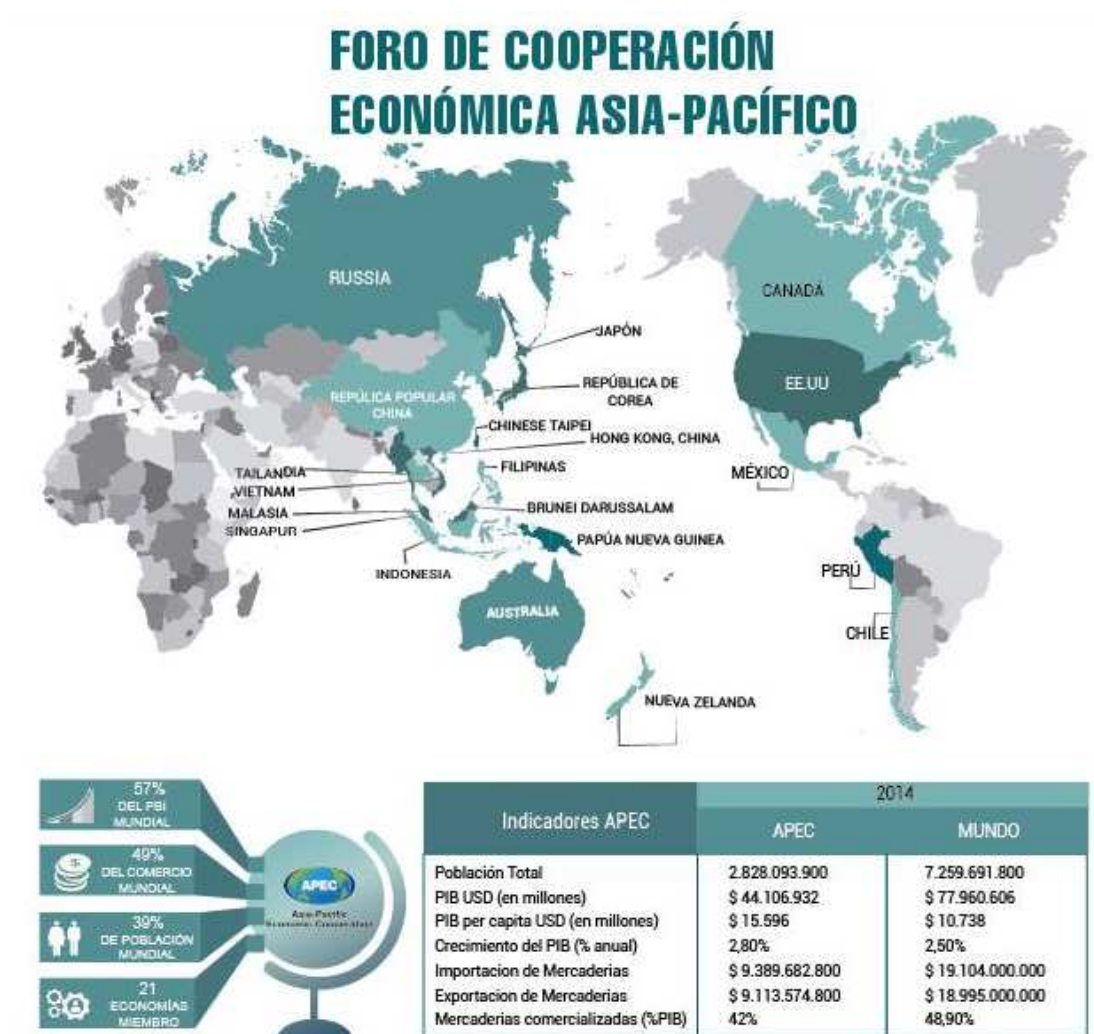 FORO DE COOPERACIÓN
ECONÓMICA ASIA-PACÍFICO
RUSSIA
CANADÁ
JAPÓN
EE.UU
REPÚBLICA DE
COREA
REPÚLICA POPULAR
CHINA
CHINESE TAIPEI
HONG KONG, CHINA
FILIPINAS
TAILANDIA
VIETNAM
MÉXICO
MALASIA
BRUNEI DARUSSALAM
SINGAPUR
PAPÚA NUEVA GUINEA
INDONESIA
PERÚ
AUSTRALIA
CHILE
NUEVA ZELANDA
57%
DEL PBI
MUNDIAL
49%
DEL COMERCIO
MUNDIAL
39%
DE POBLACIÓN
MUNDIAL
21
ECONOMÍAS
MIEMBRO
APEC
Asia-Pacific
Economic Cooperation
Indicadores APEC
2014
APEC MUNDO
Población Total 2.828.093.900 7.259.691.800
PIB USD (en millones) $ 44.106.932 $ 77.960.606
PIB per capita USD (en millones) $ 15.596 $ 10.738
Crecimiento del PIB (% anual) 2,80% 2,50%
Importacion de Mercaderias $ 9.389.682.800 $ 19.104.000.000
Exportacion de Mercaderias $ 9.113.574.800 $ 18.995.000.000
Mercaderias comercializadas (%PIB) 42% 48,90%